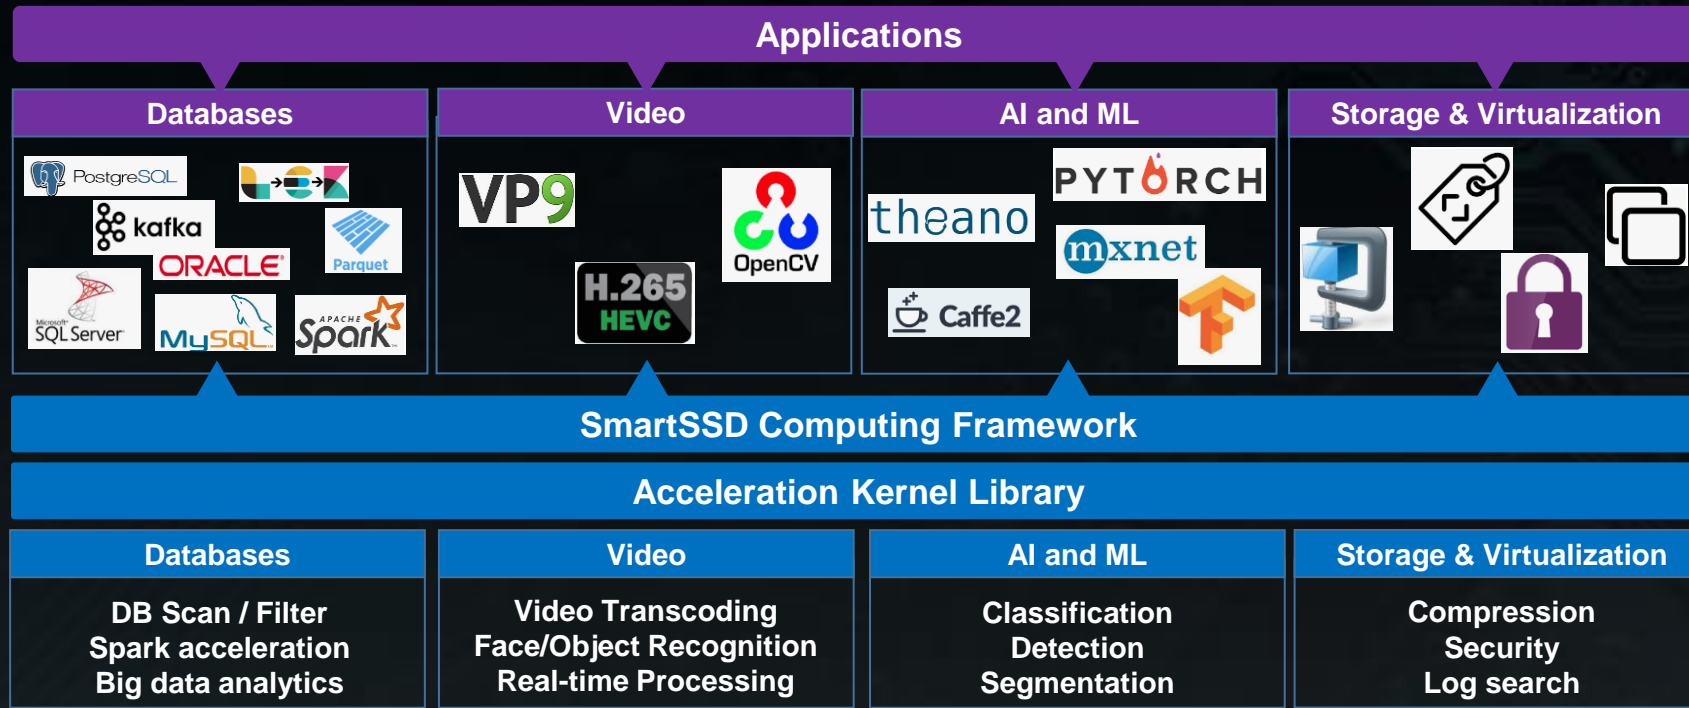 Applications
Databases
Video
AI and ML
Storage & Virtualization
PostgreSQL
kafka
ORACLE
Parquet
Microsoft
SQL Server
MySQL
APACHE
Spark
VP9
OpenCV
H.265
HEVC
PYTORCH
theano
mxnet
Caffe2
SmartSSD Computing Framework
Acceleration Kernel Library
Databases
Video
AI and ML
Storage & Virtualization
DB Scan / Filter
Spark acceleration
Big data analytics
Video Transcoding
Face/Object Recognition
Real-time Processing
Classification
Detection
Segmentation
Compression
Security
Log search